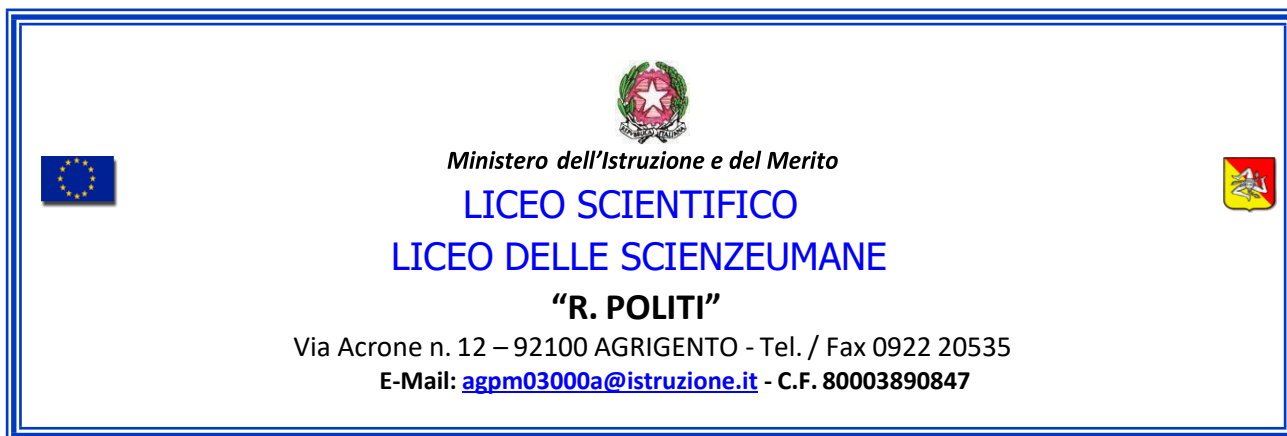 Ministero dell’Istruzione e del Merito
LICEO SCIENTIFICO
LICEO DELLE SCIENZEUMANE
“R. POLITI”
Via Acrone n. 12 – 92100 AGRIGENTO - Tel. / Fax 0922 20535
E-Mail: agpm03000a@istruzione.it - C.F. 80003890847